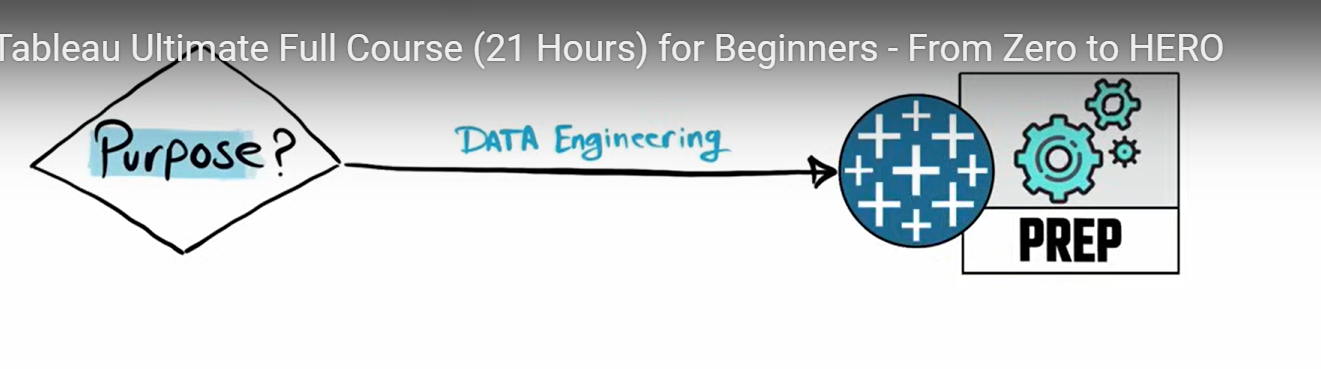 Tableau Ultimate Full Course (21 Hours) for Beginners - From Zero to HERO
Purpose?
DATA Engineering
PREP